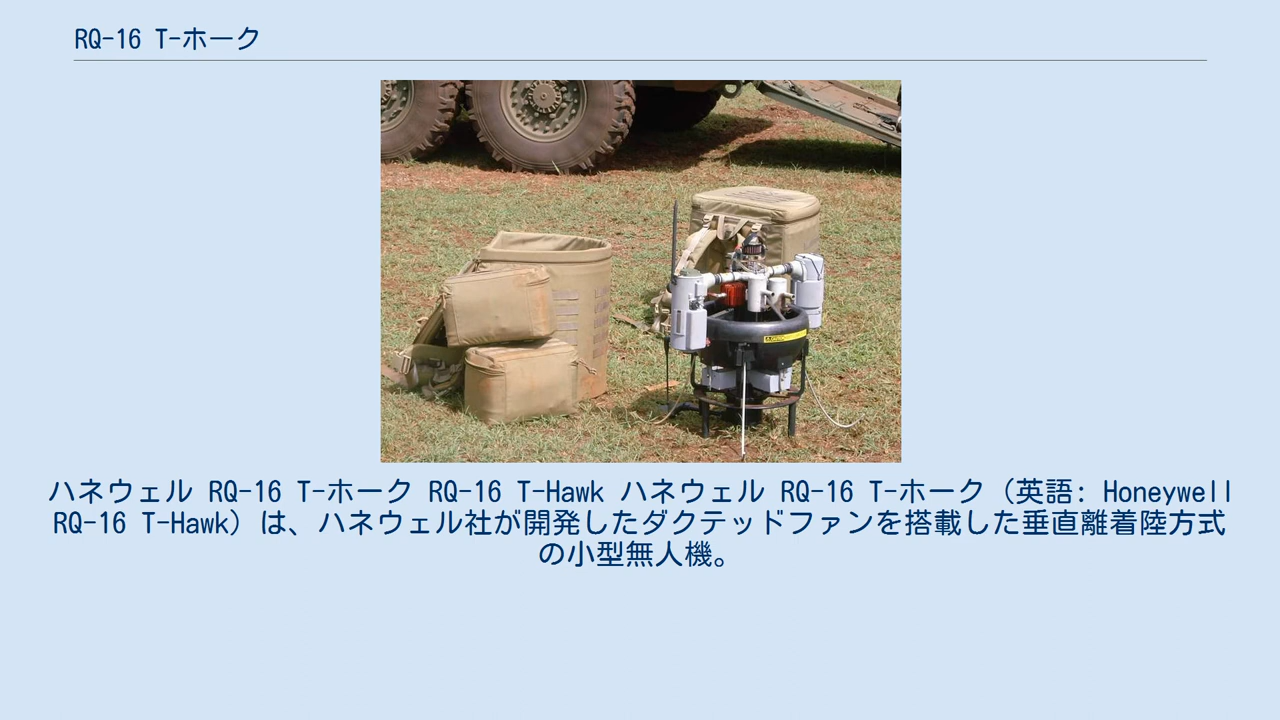 RQ-16 T-ホーク
ハネウェル RQ-16 T-ホーク RQ-16 T-Hawk ハネウェル RQ-16 T-ホーク（英語: Honeywell
RQ-16 T-Hawk）は、ハネウェル社が開発したダクテッドファンを搭載した垂直離着陸方式
の小型無人機。